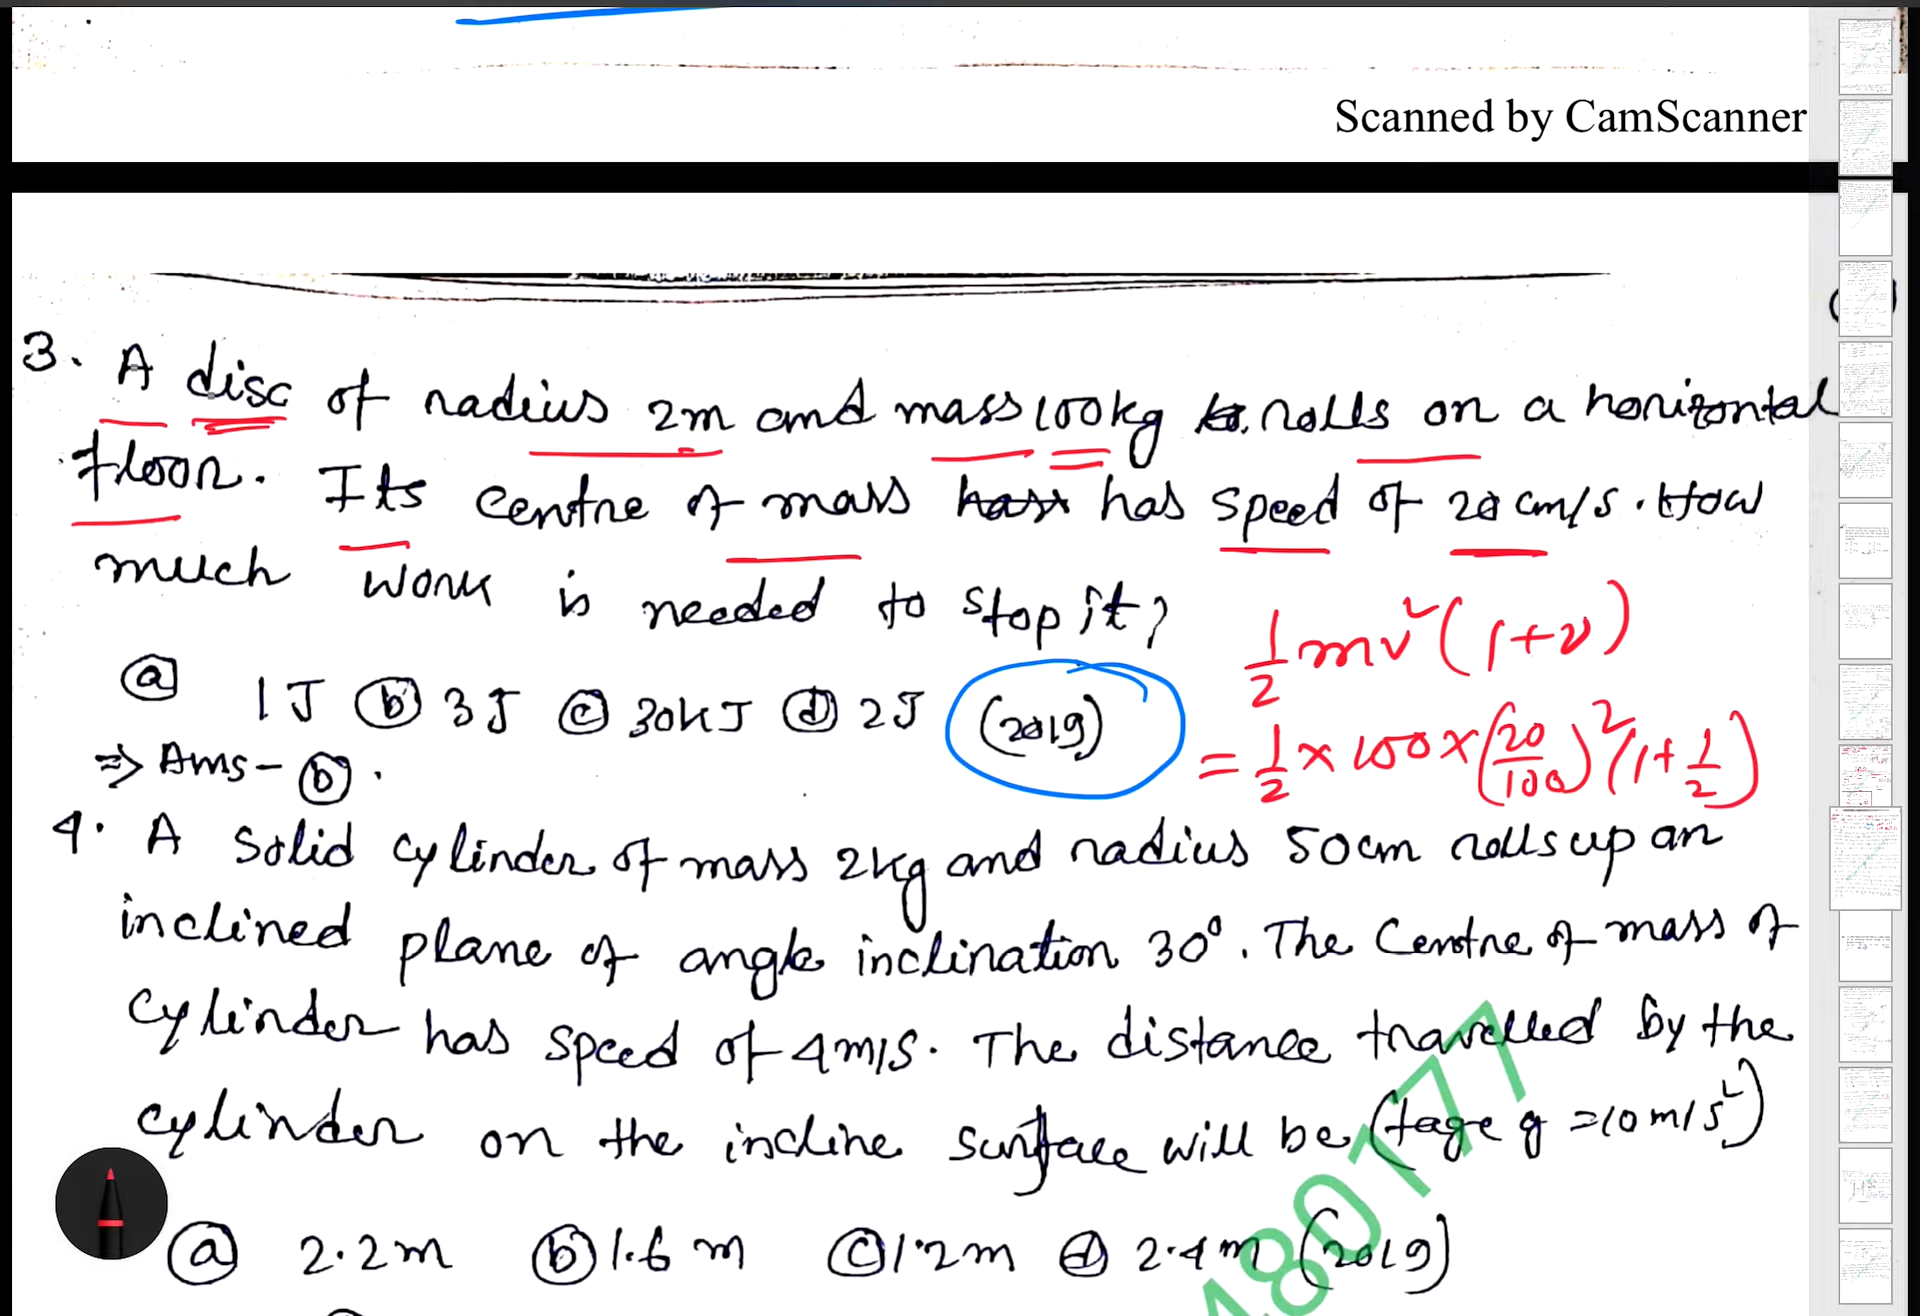 Scanned by CamScanner
3. A disc of radius 2m and mass 100kg rolls on a horizontal
floor. Its centre of mass has speed of 20 cm/s. How
much work is needed to stop it?
½mv²(1+ν)
ⓐ 1J ⓑ 3J ⓒ 30KJ ⓓ 2J (2019)
= ½ × 100 × (20/100)²(1+½)
⇒ Ans - ⓑ.
4. A solid cylinder of mass 2kg and radius 50cm rolls up an
inclined plane of angle inclination 30°. The Centre of mass of
cylinder has speed of 4m/s. The distance travelled by the
cylinder on the incline surface will be (tage g = 10 m/s²)
ⓐ 2.2m ⓑ 1.6 m ⓒ 1.2m ⓓ 2.4m (2019)
480177